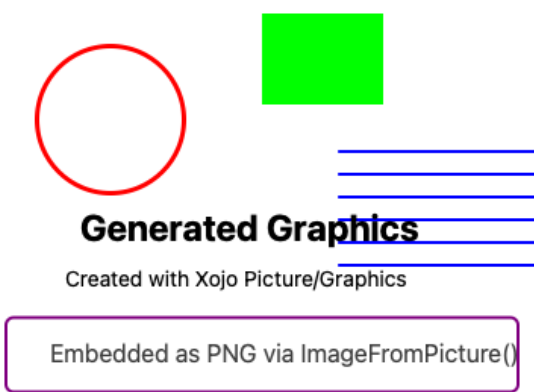 Generated Graphics
Created with Xojo Picture/Graphics
Embedded as PNG via ImageFromPicture()